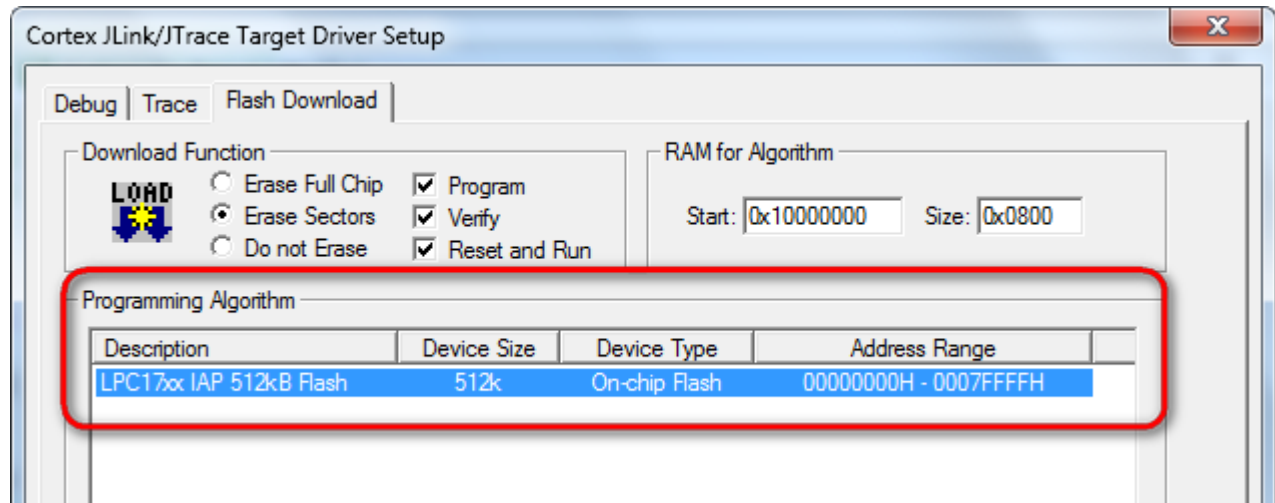 Cortex JLink/JTrace Target Driver Setup
Debug Trace Flash Download
Download Function
LOAD
Erase Full Chip
Erase Sectors
Do not Erase
Program
Verify
Reset and Run
RAM for Algorithm
Start: 0x10000000 Size: 0x0800
Programming Algorithm
Description Device Size Device Type Address Range
LPC17xx IAP 512kB Flash 512k On-chip Flash 00000000H - 0007FFFFH